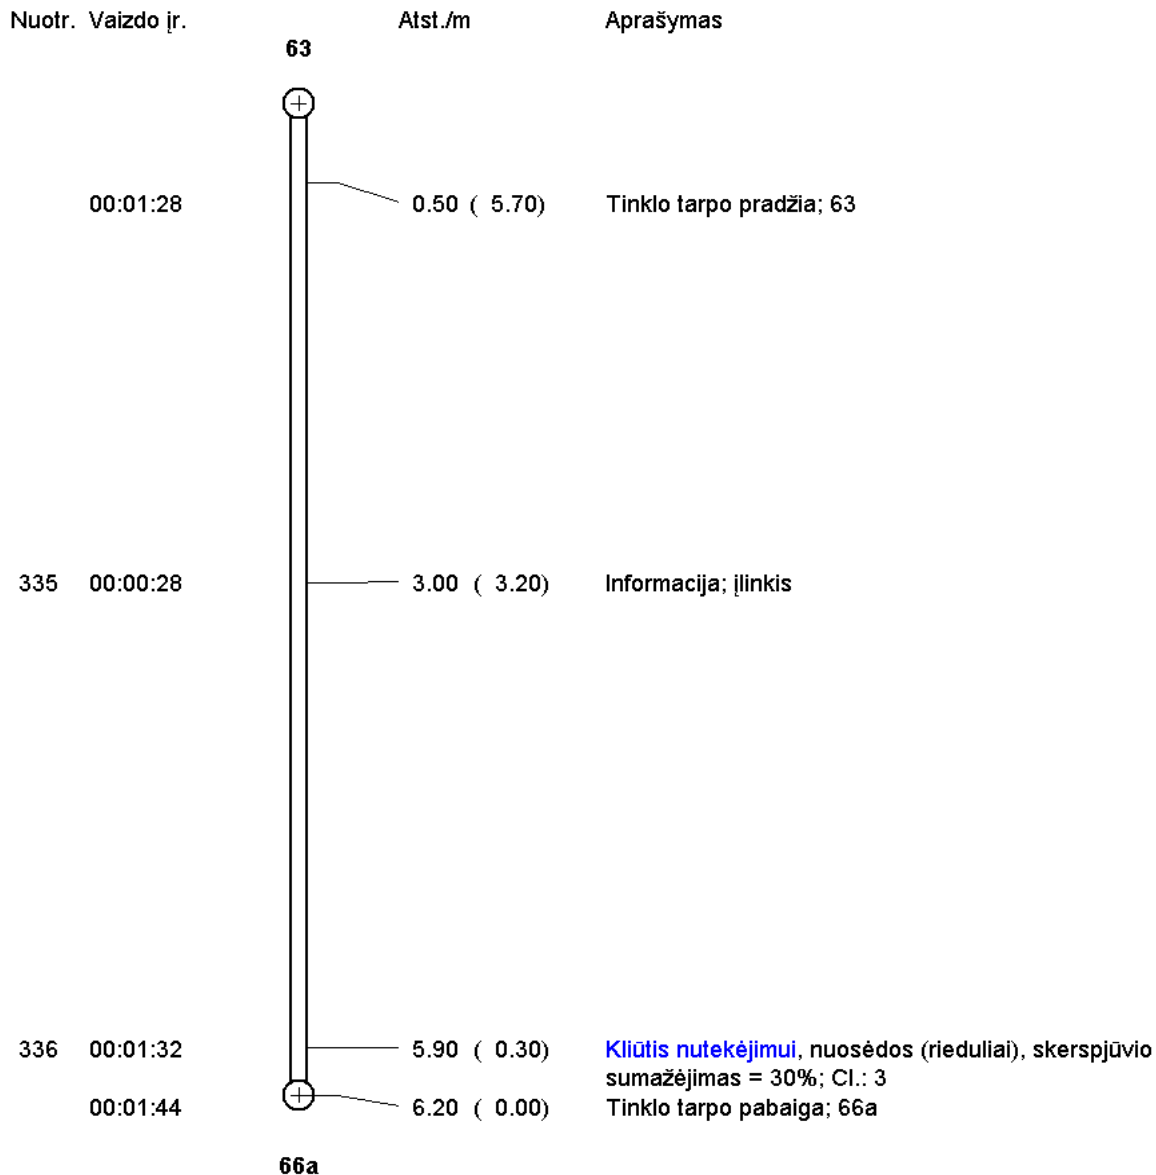 Nuotr. Vaizdo įr. Atst./m Aprašymas
63
00:01:28 0.50 ( 5.70) Tinklo tarpo pradžia; 63
335 00:00:28 3.00 ( 3.20) Informacija; įlinkis
336 00:01:32 5.90 ( 0.30) Kliūtis nutekėjimui, nuosėdos (rieduliai), skerspjūvio
sumažėjimas = 30%; Cl.: 3
00:01:44 6.20 ( 0.00) Tinklo tarpo pabaiga; 66a
66a